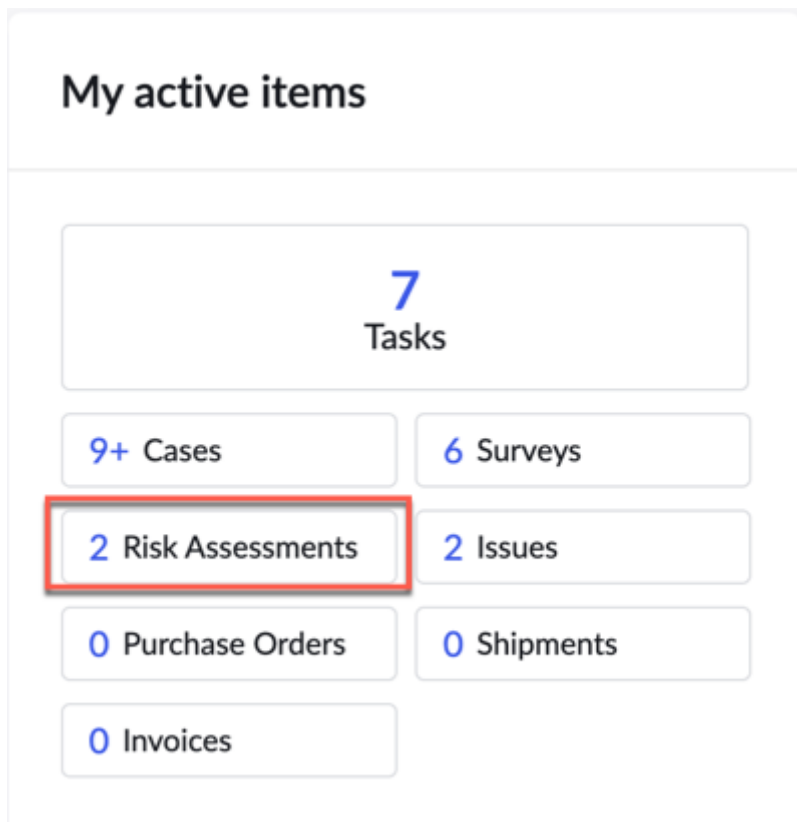 My active items
7
Tasks
9+ Cases
6 Surveys
2 Risk Assessments
2 Issues
0 Purchase Orders
0 Shipments
0 Invoices